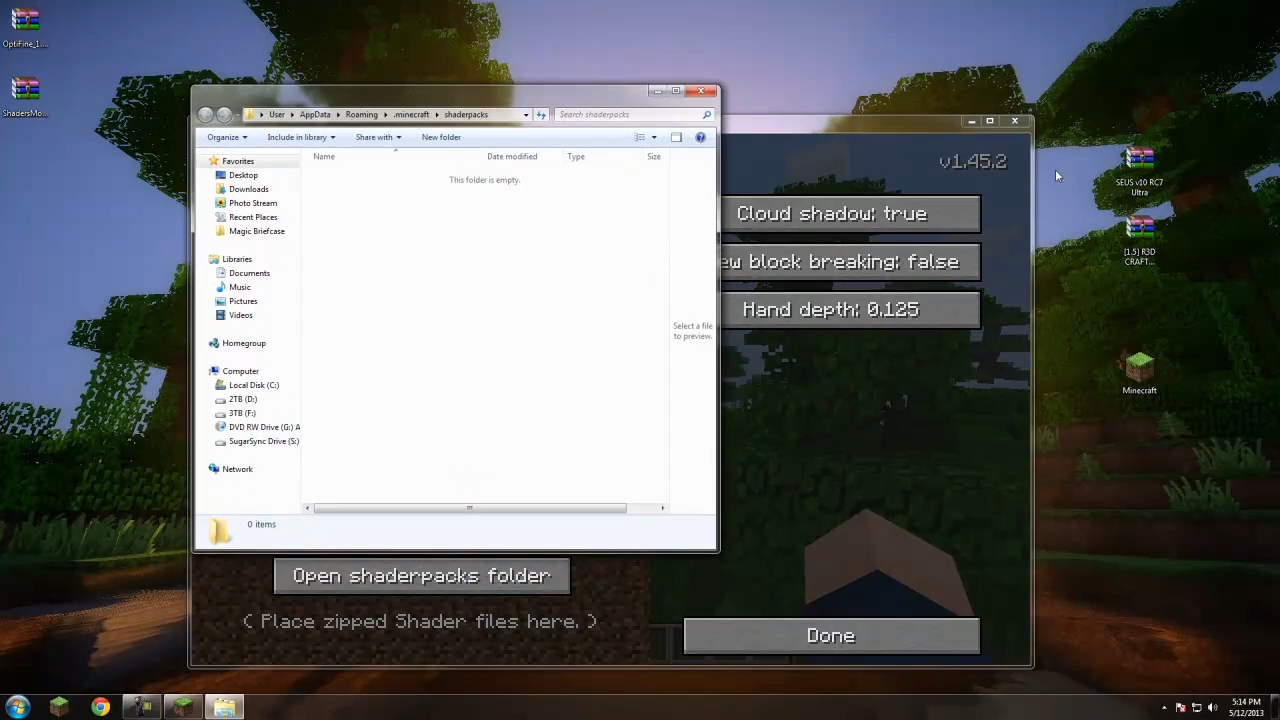 OptiFine_1....
ShadersMo...
User
AppData
Roaming
.minecraft
shaderpacks
Search shaderpacks
Organize
Include in library
Share with
New folder
Favorites
Desktop
Downloads
Photo Stream
Recent Places
Magic Briefcase
Libraries
Documents
Music
Pictures
Videos
Homegroup
Computer
Local Disk (C:)
2TB (D:)
3TB (F:)
DVD RW Drive (G:) A
SugarSync Drive (S:)
Network
Name
Date modified
Type
Size
This folder is empty.
Select a file
to preview.
0 items
v1.45.2
Cloud shadow: true
ew block breaking: false
Hand depth: 0.125
Open shaderpacks folder
( Place zipped Shader files here. )
Done
SEUS v10 RC7
Ultra
[1.5] R3D
CRAFT...
Minecraft
5:14 PM
5/12/2013